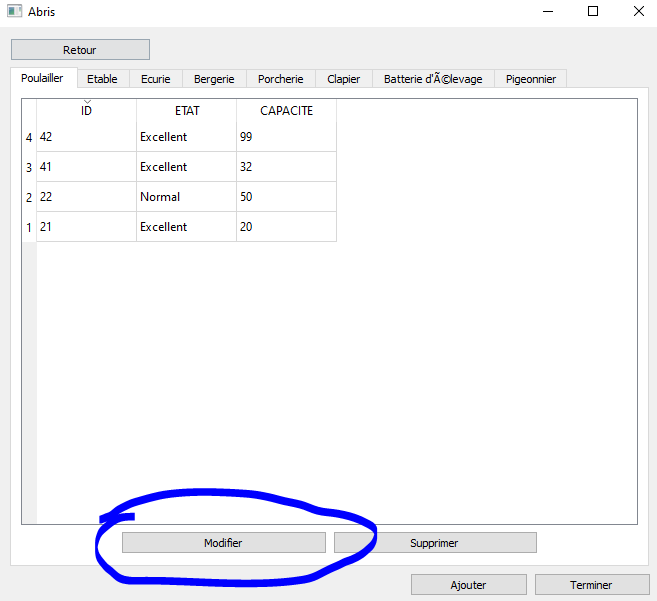 Abris
Retour
Poulailler Etable Ecurie Bergerie Porcherie Clapier Batterie d'Ã©levage Pigeonnier
ID ETAT CAPACITE
4 42 Excellent 99
3 41 Excellent 32
2 22 Normal 50
1 21 Excellent 20
Modifier Supprimer
Ajouter Terminer